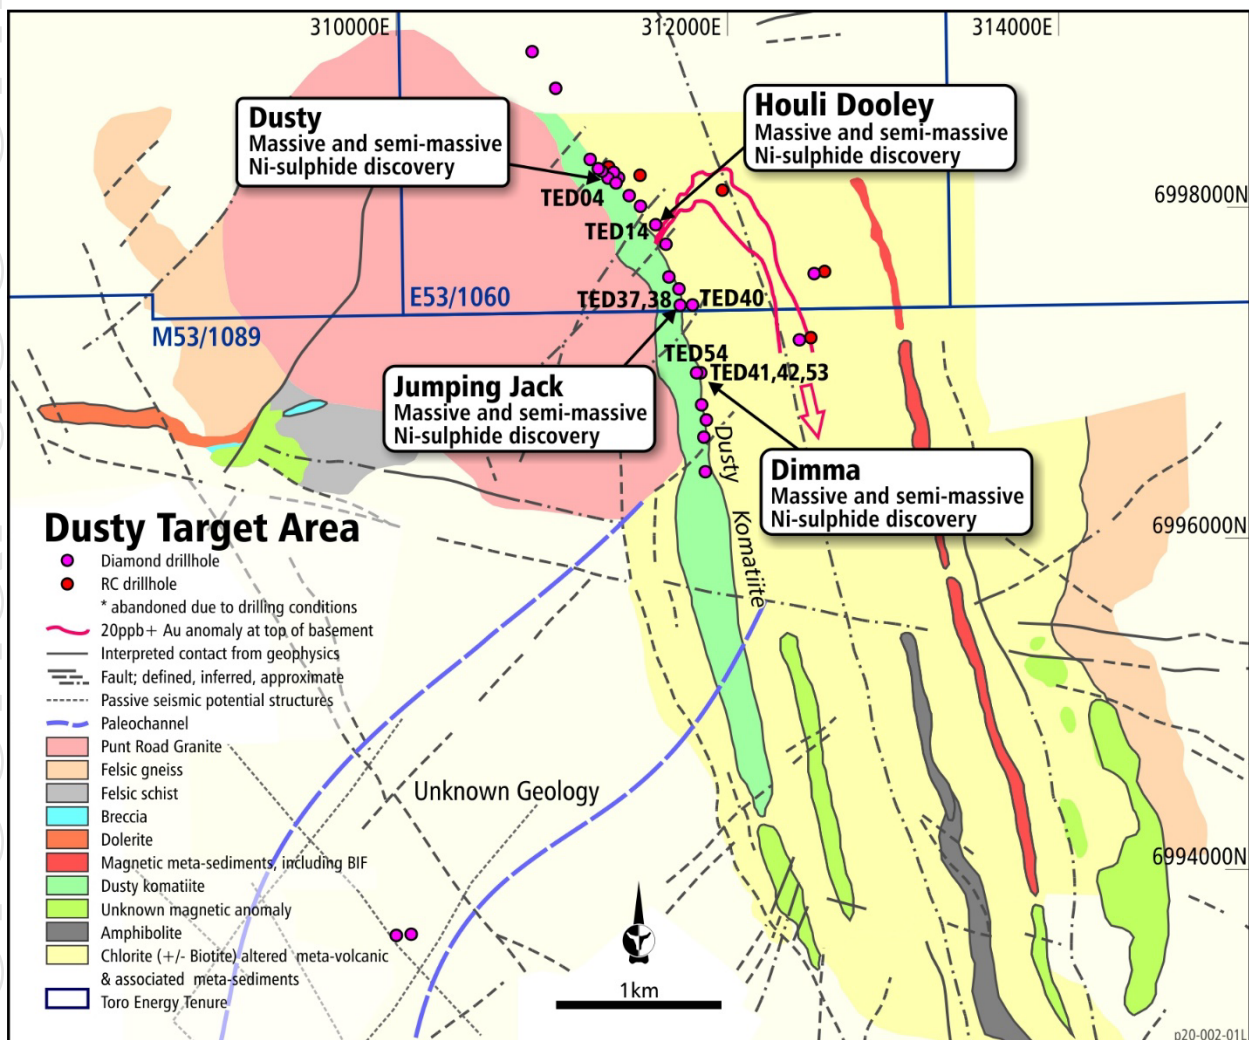 310000E
312000E
314000E
Dusty
Massive and semi-massive
Ni-sulphide discovery
Houli Dooley
Massive and semi-massive
Ni-sulphide discovery
TED04
6998000N
TED14
E53/1060
TED37,38
TED40
M53/1089
TED54
TED41,42,53
Jumping Jack
Massive and semi-massive
Ni-sulphide discovery
Dusty Komatiite
Dimma
Massive and semi-massive
Ni-sulphide discovery
6996000N
Dusty Target Area
Diamond drillhole
RC drillhole
* abandoned due to drilling conditions
20ppb+ Au anomaly at top of basement
Interpreted contact from geophysics
Fault; defined, inferred, approximate
Passive seismic potential structures
Paleochannel
Punt Road Granite
Felsic gneiss
Felsic schist
Breccia
Dolerite
Magnetic meta-sediments, including BIF
Dusty komatiite
Unknown magnetic anomaly
Amphibolite
Chlorite (+/- Biotite) altered meta-volcanic
& associated meta-sediments
Toro Energy Tenure
Unknown Geology
6994000N
1km
p20-002-01L